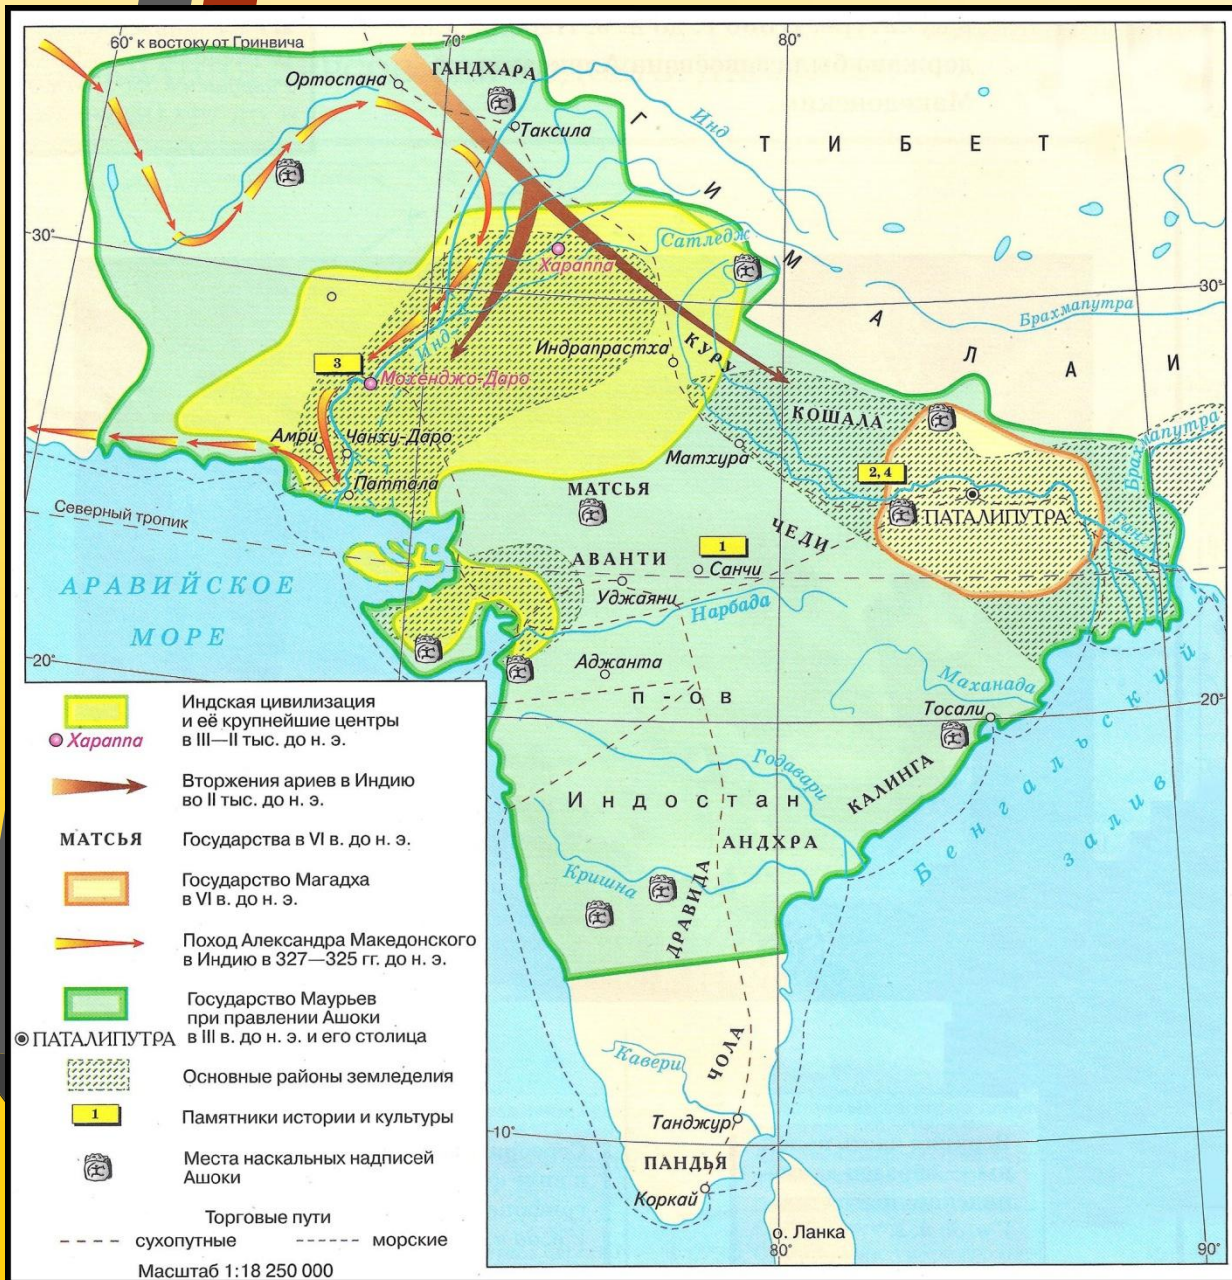 60° к востоку от Гринвича
70°
80°
Ортоспана
ГАНДХАРА
Таксила
Инд
ТИБЕТ
ГИМАЛАИ
30°
Сатледж
Хараппа
30°
Брахмапутра
Инд
Индрапрастха
КУРУ
3
Мохенджо-Даро
КОШАЛА
Амри
Чанху-Даро
Матхура
Брахмапутра
Паттала
2, 4
МАТСЬЯ
ПАТАЛИПУТРА
Ганг
Северный тропик
ЧЕДИ
1
АВАНТИ
Санчи
АРАВИЙСКОЕ
МОРЕ
Уджаяни
Нарбада
20°
Аджанта
п-ов
Маханада
Тосали
20°
Годавари
КАЛИНГА
Индостан
АНДХРА
Бенгальский
залив
Кришна
ДРАВИДА
Кавери
ЧОЛА
Танджур
10°
ПАНДЬЯ
Коркай
о. Ланка
80°
90°
Индская цивилизация
и её крупнейшие центры
в III—II тыс. до н. э.
Хараппа
Вторжения ариев в Индию
во II тыс. до н. э.
МАТСЬЯ
Государства в VI в. до н. э.
Государство Магадха
в VI в. до н. э.
Поход Александра Македонского
в Индию в 327—325 гг. до н. э.
Государство Маурьев
при правлении Ашоки
в III в. до н. э. и его столица
ПАТАЛИПУТРА
Основные районы земледелия
1
Памятники истории и культуры
Места наскальных надписей
Ашоки
Торговые пути
сухопутные
морские
Масштаб 1:18 250 000